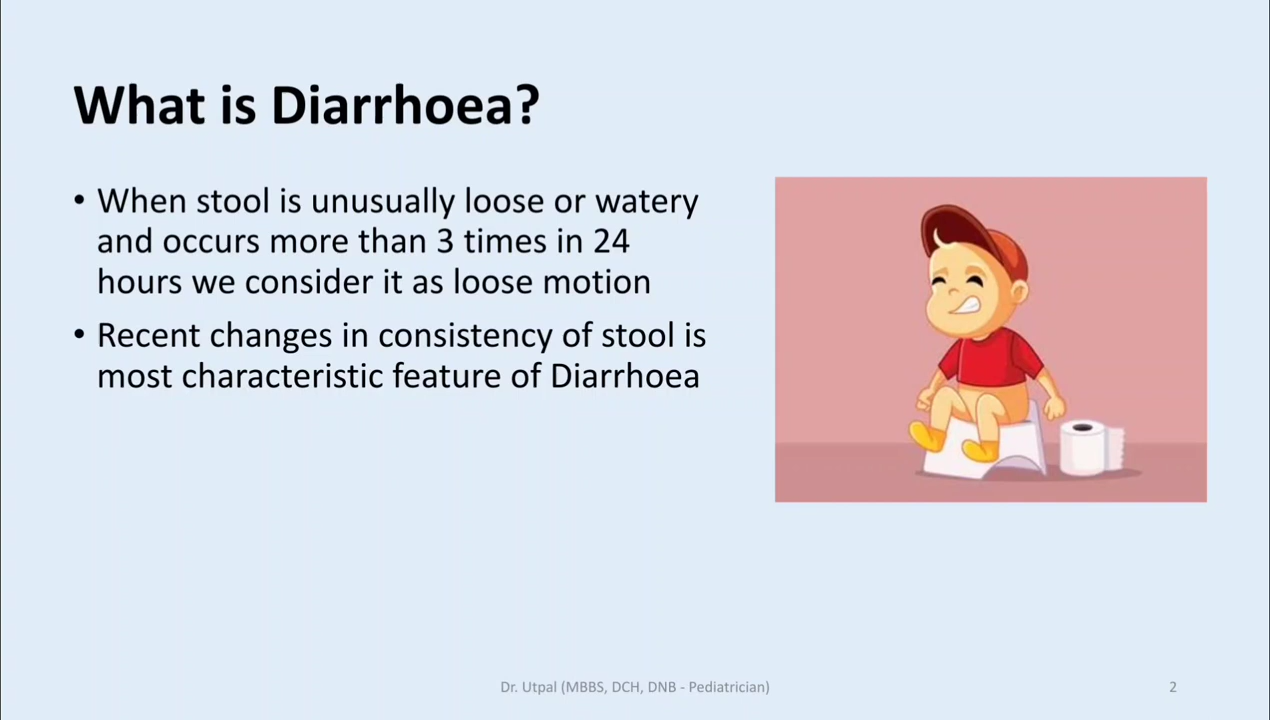 What is Diarrhoea?
• When stool is unusually loose or watery
and occurs more than 3 times in 24
hours we consider it as loose motion
• Recent changes in consistency of stool is
most characteristic feature of Diarrhoea
Dr. Utpal (MBBS, DCH, DNB - Pediatrician)
2